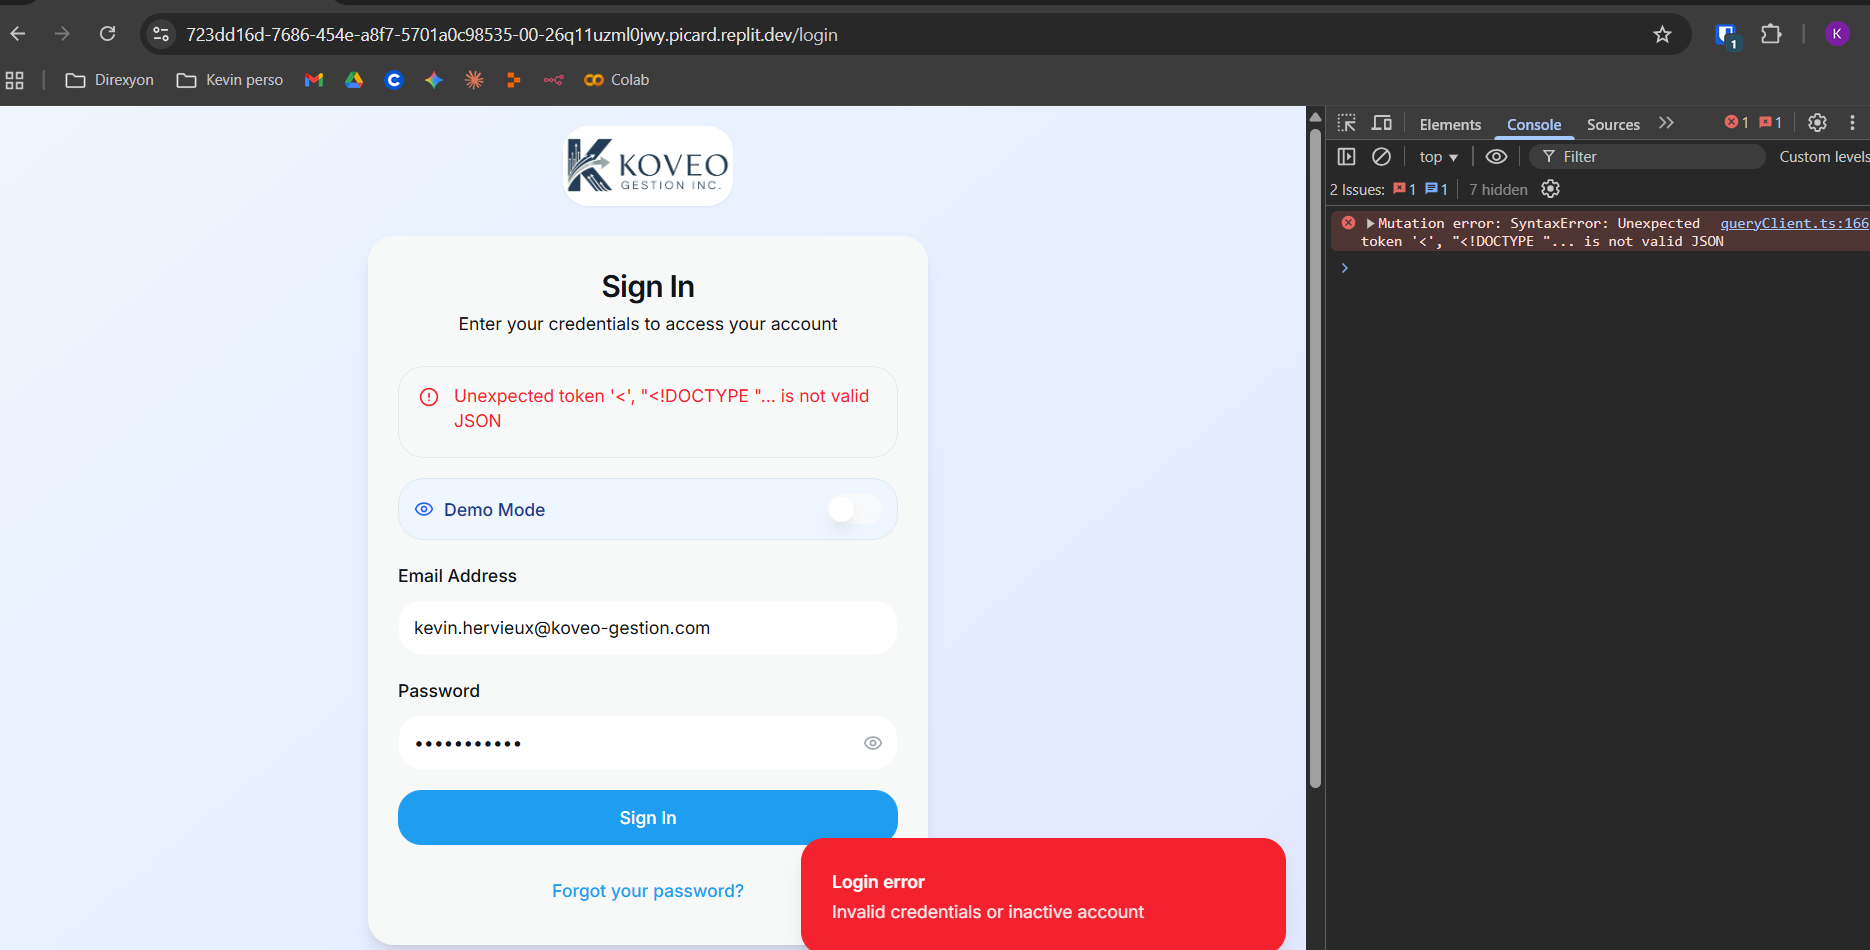 723dd16d-7686-454e-a8f7-5701a0c98535-00-26q11uzml0jwy.picard.replit.dev/login
1
K
Direxyon
Kevin perso
Colab
KOVEO
GESTION INC.
Sign In
Enter your credentials to access your account
Unexpected token '<', "<!DOCTYPE "... is not valid
JSON
Demo Mode
Email Address
kevin.hervieux@koveo-gestion.com
Password
Sign In
Forgot your password?
Login error
Invalid credentials or inactive account
Elements Console Sources 1 1
top Filter Custom levels
2 Issues: 1 1 7 hidden
Mutation error: SyntaxError: Unexpected queryClient.ts:166
token '<', "<!DOCTYPE "... is not valid JSON